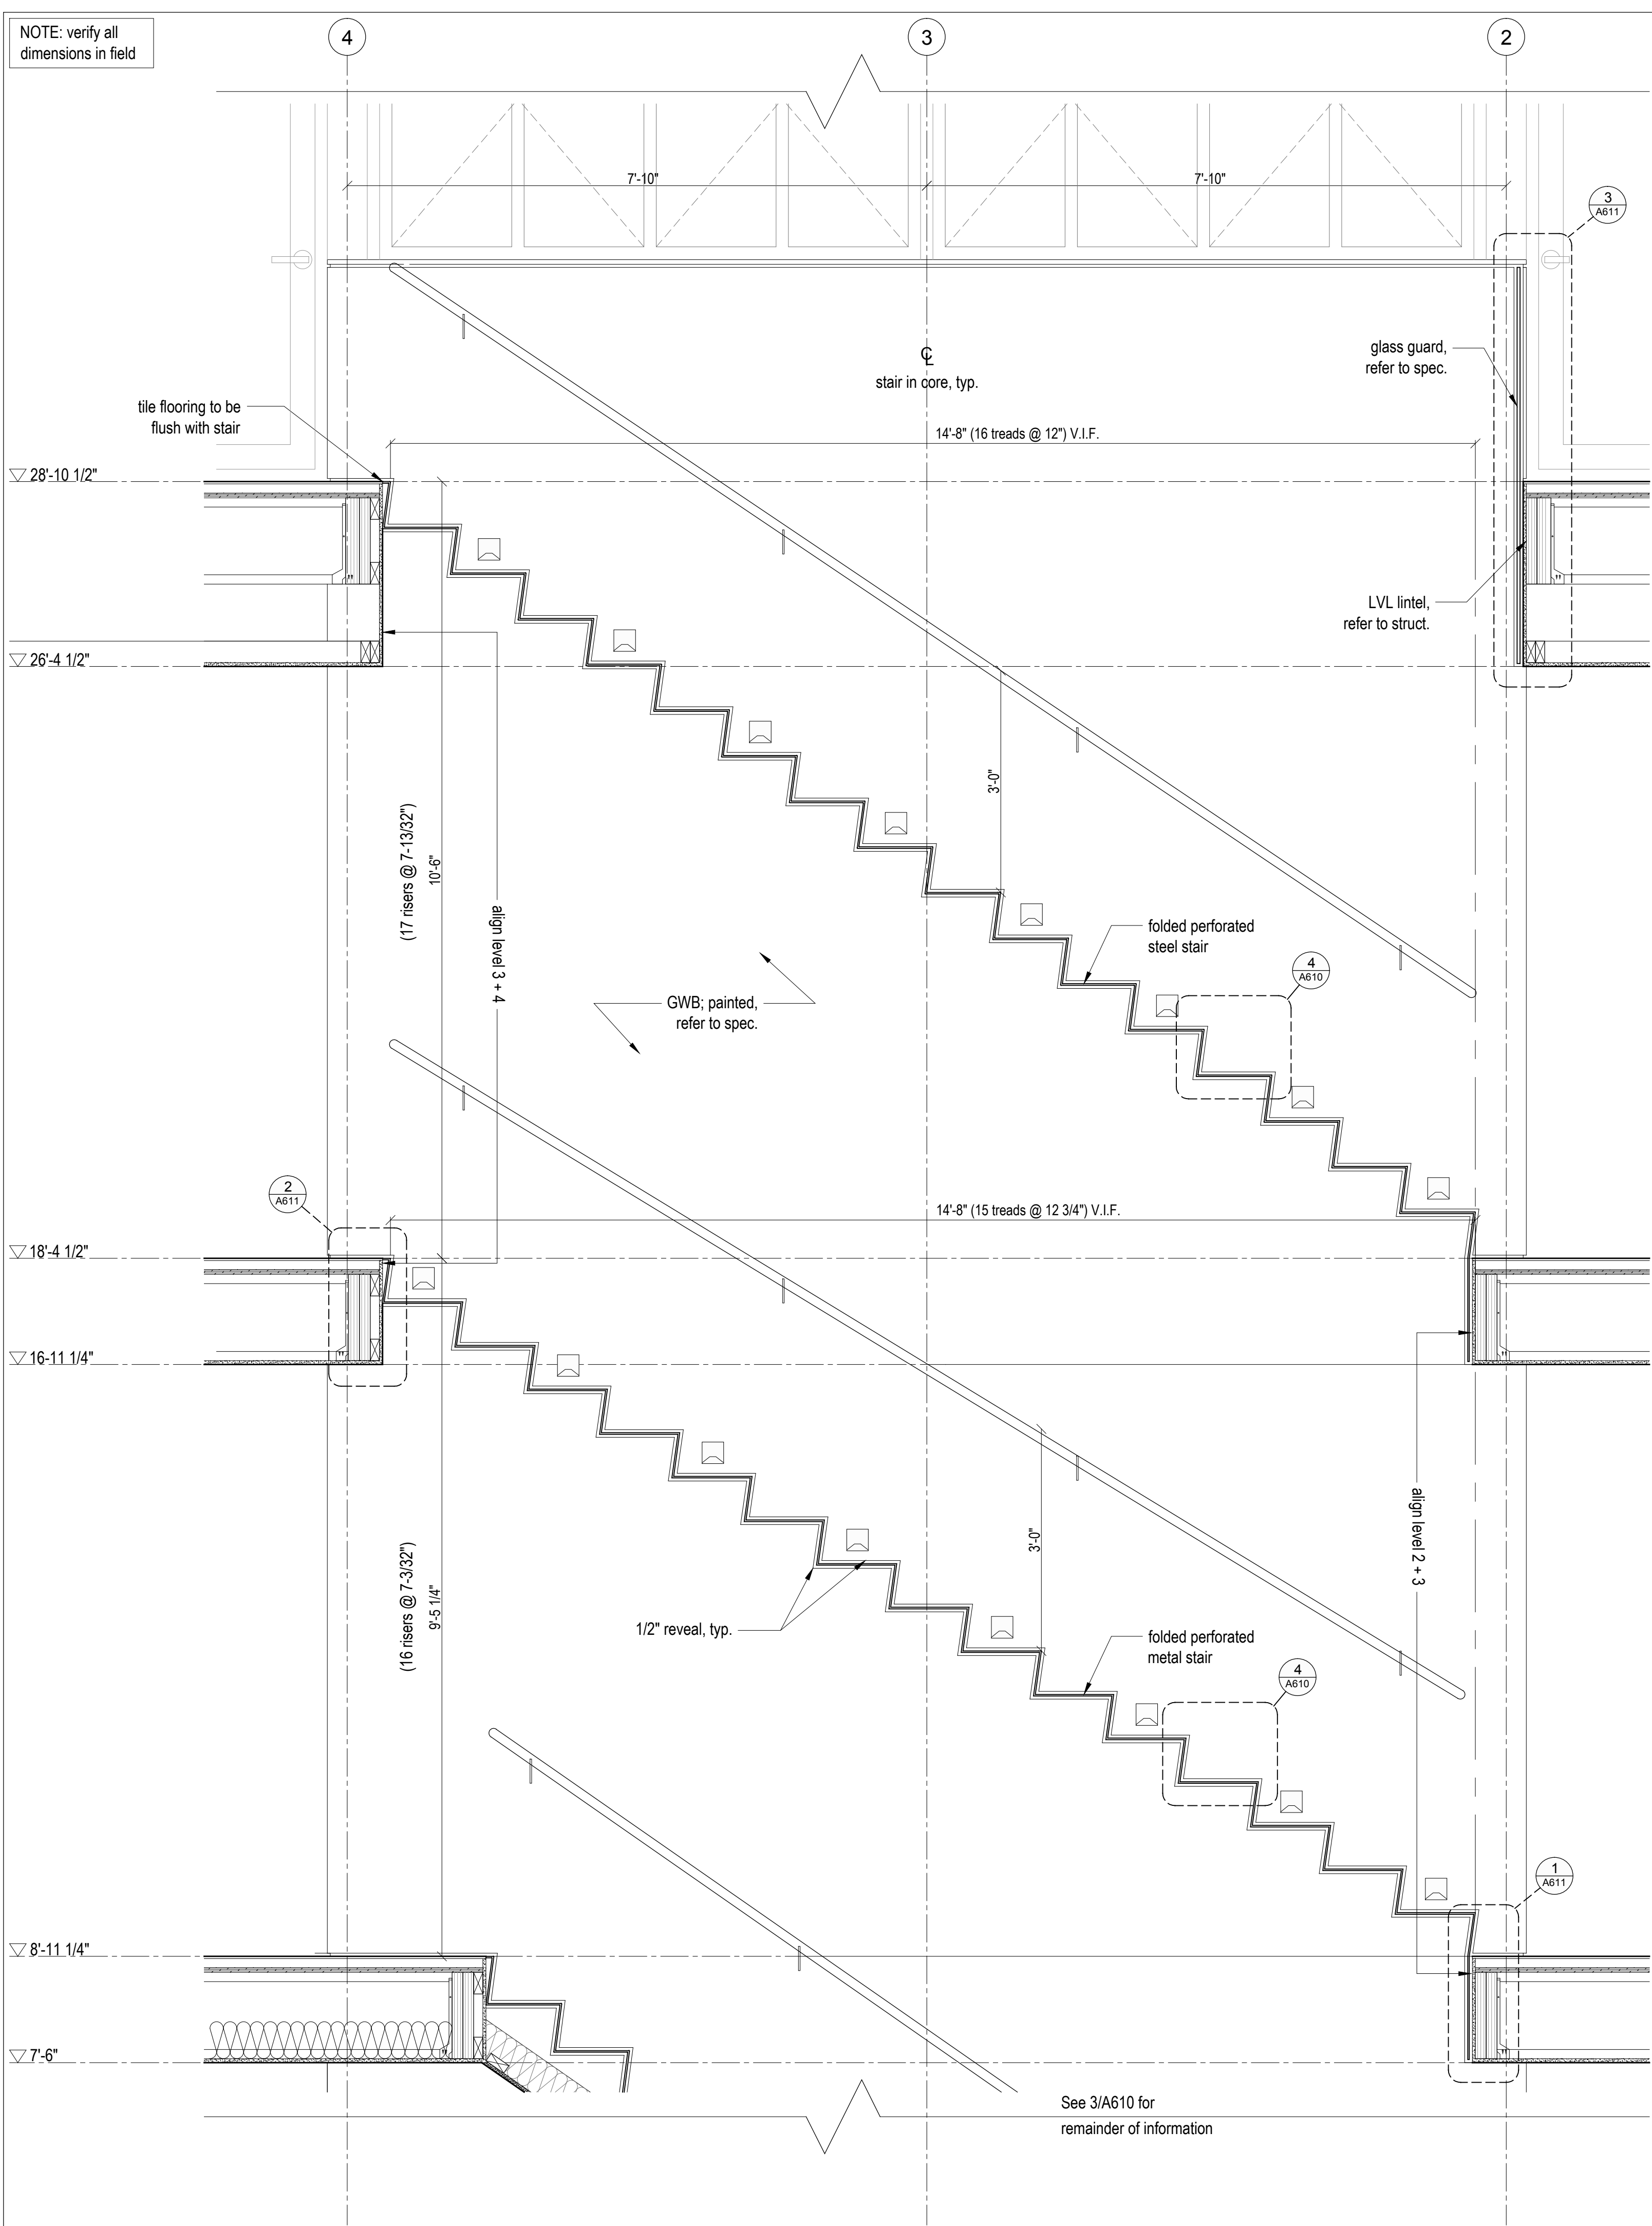 NOTE: verify all
dimensions in field
4
3
2
7'-10"
7'-10"
3
A611
glass guard,
refer to spec.
CL
stair in core, typ.
tile flooring to be
flush with stair
14'-8" (16 treads @ 12") V.I.F.
28'-10 1/2"
LVL lintel,
refer to struct.
26'-4 1/2"
3'-0"
(17 risers @ 7-13/32")
10'-6"
align level 3 + 4
folded perforated
steel stair
4
A610
GWB; painted,
refer to spec.
2
A611
14'-8" (15 treads @ 12 3/4") V.I.F.
18'-4 1/2"
16-11 1/4"
align level 2 + 3
3'-0"
(16 risers @ 7-3/32")
9'-5 1/4"
1/2" reveal, typ.
folded perforated
metal stair
4
A610
1
A611
8'-11 1/4"
7'-6"
See 3/A610 for
remainder of information